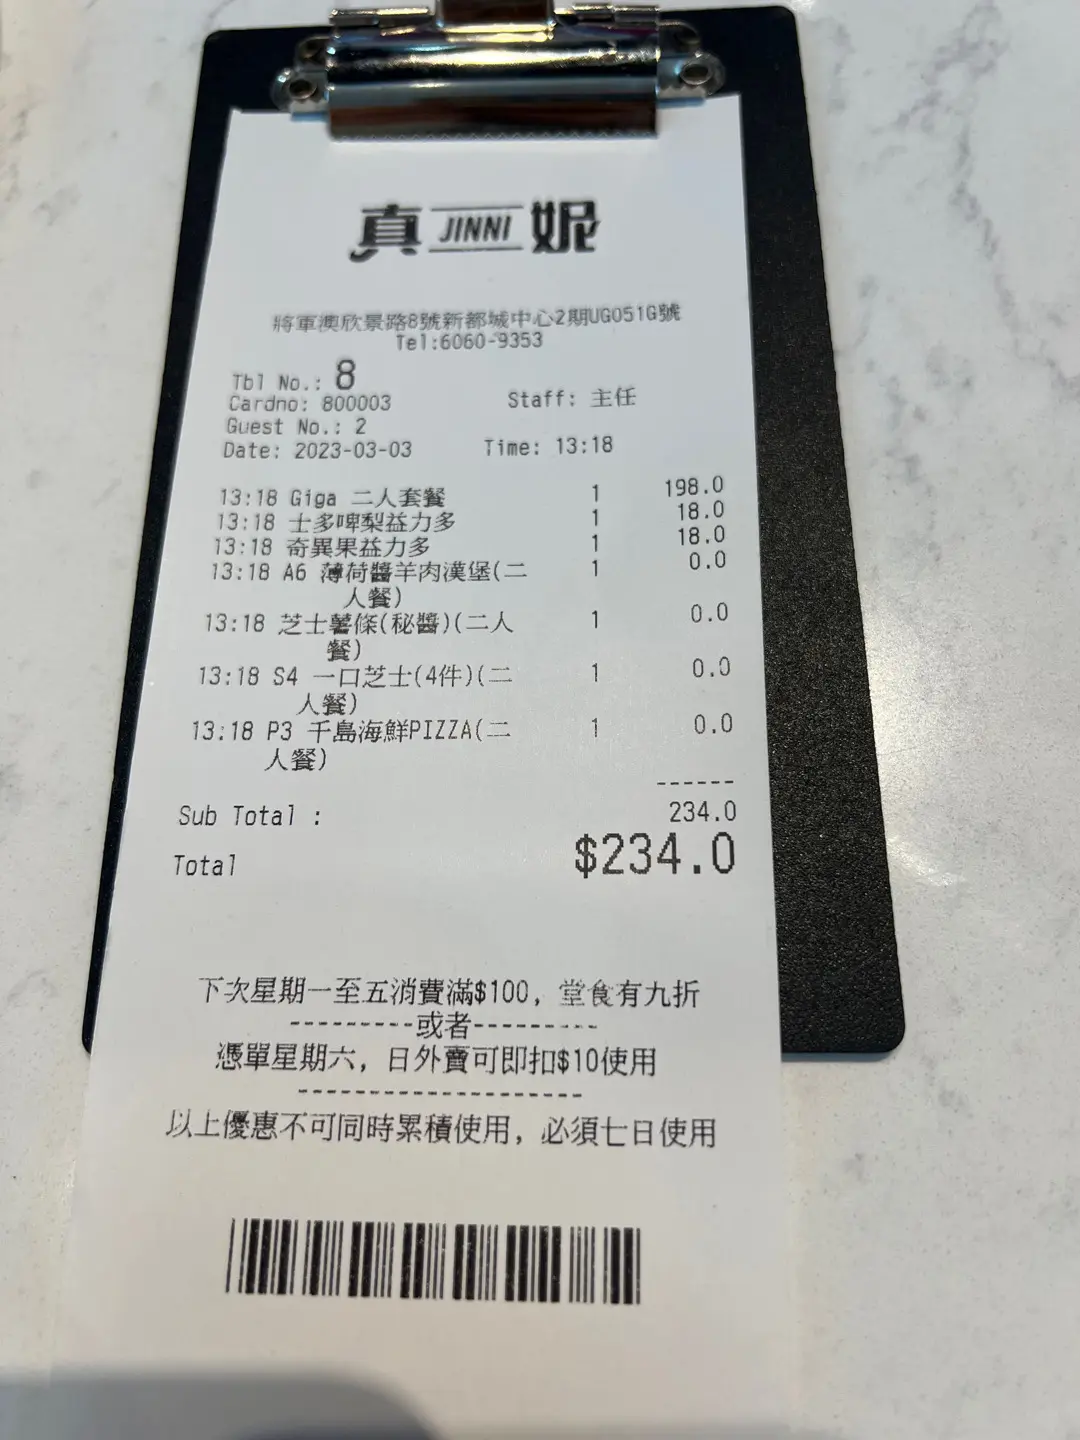 真 JINNI 妮
將軍澳欣景路8號新都城中心2期UG051G號
Tel:6060-9353
Tbl No.: 8
Cardno: 800003 Staff: 主任
Guest No.: 2
Date: 2023-03-03 Time: 13:18
13:18 Giga 二人套餐 1 198.0
13:18 士多啤梨益力多 1 18.0
13:18 奇異果益力多 1 18.0
13:18 A6 薄荷醬羊肉漢堡(二 1 0.0
人餐)
13:18 芝士薯條(秘醬)(二人 1 0.0
餐)
13:18 S4 一口芝士(4件)(二 1 0.0
人餐)
13:18 P3 千島海鮮PIZZA(二 1 0.0
人餐)
------
Sub Total : 234.0
Total $234.0
下次星期一至五消費滿$100, 堂食有九折
---------或者---------
憑單星期六, 日外賣可即扣$10使用
--------------------
以上優惠不可同時累積使用, 必須七日使用